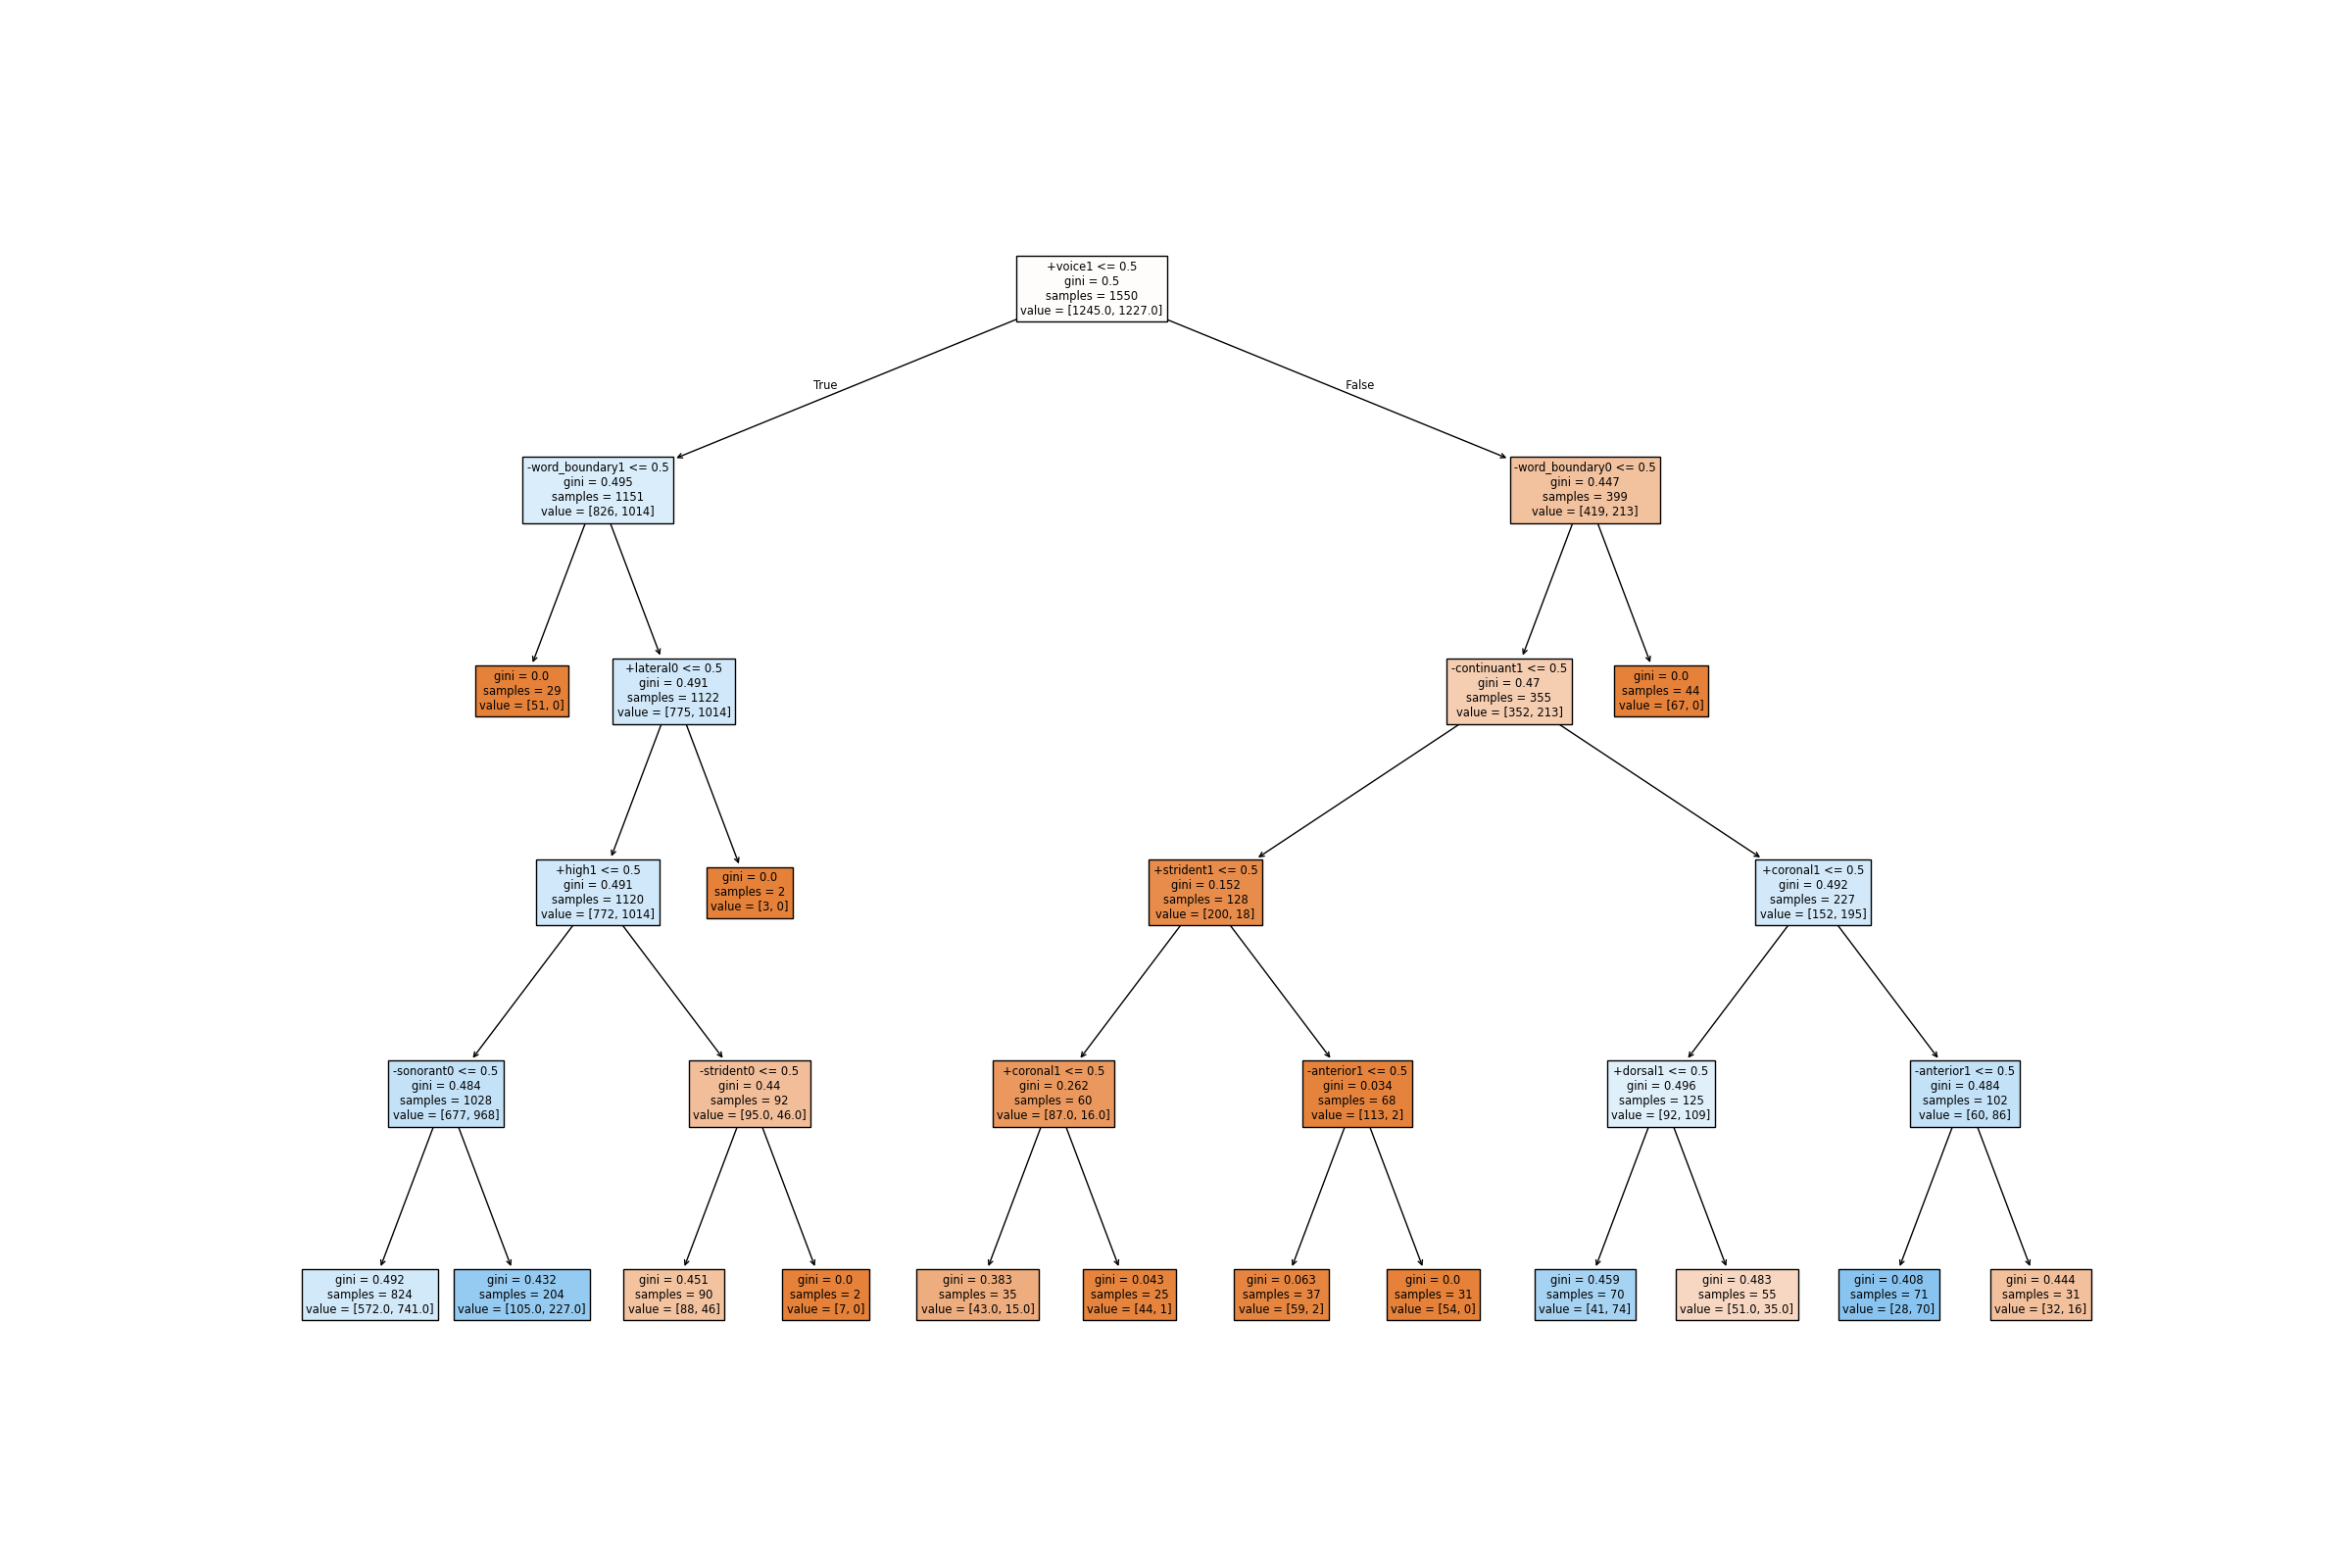 +voice1 <= 0.5
gini = 0.5
samples = 1550
value = [1245.0, 1227.0]
True
False
-word_boundary1 <= 0.5
gini = 0.495
samples = 1151
value = [826, 1014]
-word_boundary0 <= 0.5
gini = 0.447
samples = 399
value = [419, 213]
gini = 0.0
samples = 29
value = [51, 0]
+lateral0 <= 0.5
gini = 0.491
samples = 1122
value = [775, 1014]
-continuant1 <= 0.5
gini = 0.47
samples = 355
value = [352, 213]
gini = 0.0
samples = 44
value = [67, 0]
+high1 <= 0.5
gini = 0.491
samples = 1120
value = [772, 1014]
gini = 0.0
samples = 2
value = [3, 0]
+strident1 <= 0.5
gini = 0.152
samples = 128
value = [200, 18]
+coronal1 <= 0.5
gini = 0.492
samples = 227
value = [152, 195]
-sonorant0 <= 0.5
gini = 0.484
samples = 1028
value = [677, 968]
-strident0 <= 0.5
gini = 0.44
samples = 92
value = [95.0, 46.0]
+coronal1 <= 0.5
gini = 0.262
samples = 60
value = [87.0, 16.0]
-anterior1 <= 0.5
gini = 0.034
samples = 68
value = [113, 2]
+dorsal1 <= 0.5
gini = 0.496
samples = 125
value = [92, 109]
-anterior1 <= 0.5
gini = 0.484
samples = 102
value = [60, 86]
gini = 0.492
samples = 824
value = [572.0, 741.0]
gini = 0.432
samples = 204
value = [105.0, 227.0]
gini = 0.451
samples = 90
value = [88, 46]
gini = 0.0
samples = 2
value = [7, 0]
gini = 0.383
samples = 35
value = [43.0, 15.0]
gini = 0.043
samples = 25
value = [44, 1]
gini = 0.063
samples = 37
value = [59, 2]
gini = 0.0
samples = 31
value = [54, 0]
gini = 0.459
samples = 70
value = [41, 74]
gini = 0.483
samples = 55
value = [51.0, 35.0]
gini = 0.408
samples = 71
value = [28, 70]
gini = 0.444
samples = 31
value = [32, 16]